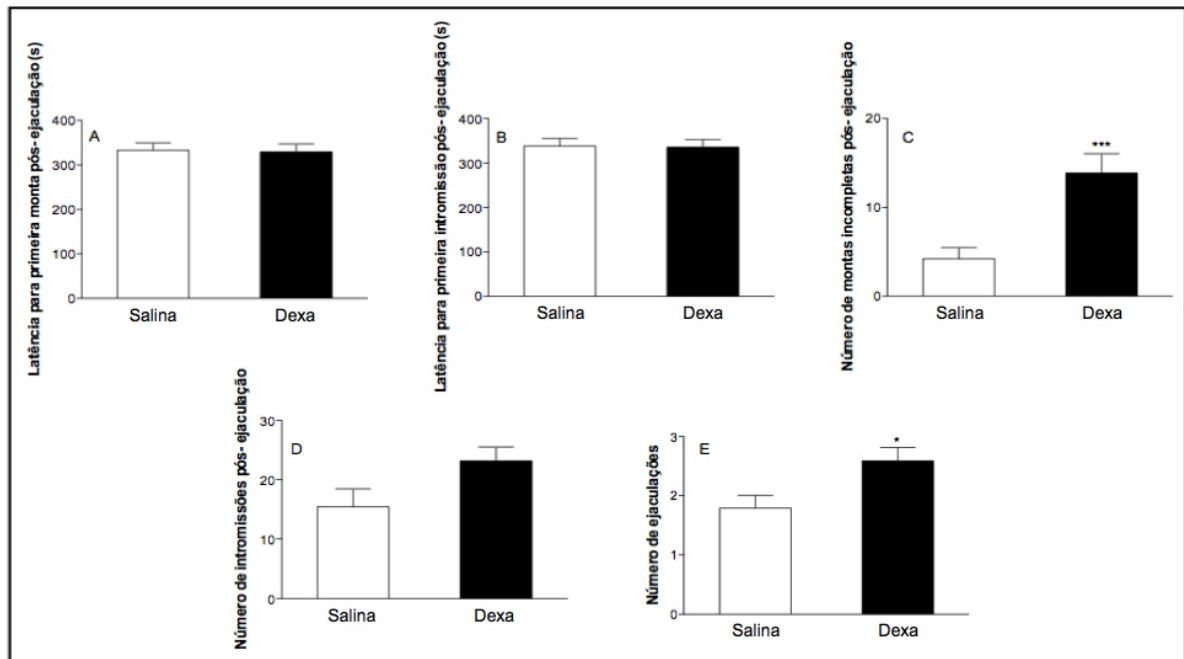 Latência para primeira monta pós- ejaculação (s)
400
300
200
100
0
A
Salina
Dexa
Latência para primeira intromissão pós- ejaculação (s)
400
300
200
100
0
B
Salina
Dexa
Número de montas incompletas pós- ejaculação
20
10
0
C
***
Salina
Dexa
Número de intromissões pós- ejaculação
30
20
10
0
D
Salina
Dexa
Número de ejaculações
3
2
1
0
E
*
Salina
Dexa